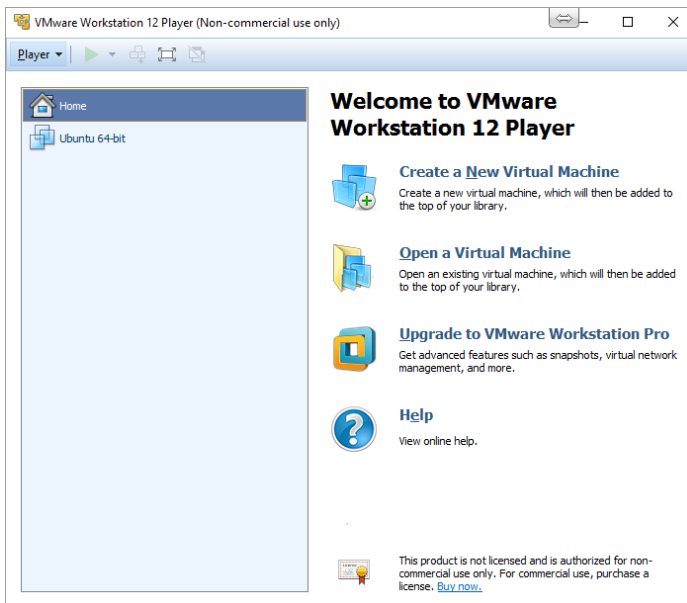 VMware Workstation 12 Player (Non-commercial use only)
Player
Home
Ubuntu 64-bit
Welcome to VMware
Workstation 12 Player
Create a New Virtual Machine
Create a new virtual machine, which will then be added to
the top of your library.
Open a Virtual Machine
Open an existing virtual machine, which will then be added
to the top of your library.
Upgrade to VMware Workstation Pro
Get advanced features such as snapshots, virtual network
management, and more.
Help
View online help.
This product is not licensed and is authorized for non-
commercial use only. For commercial use, purchase a
license. Buy now.